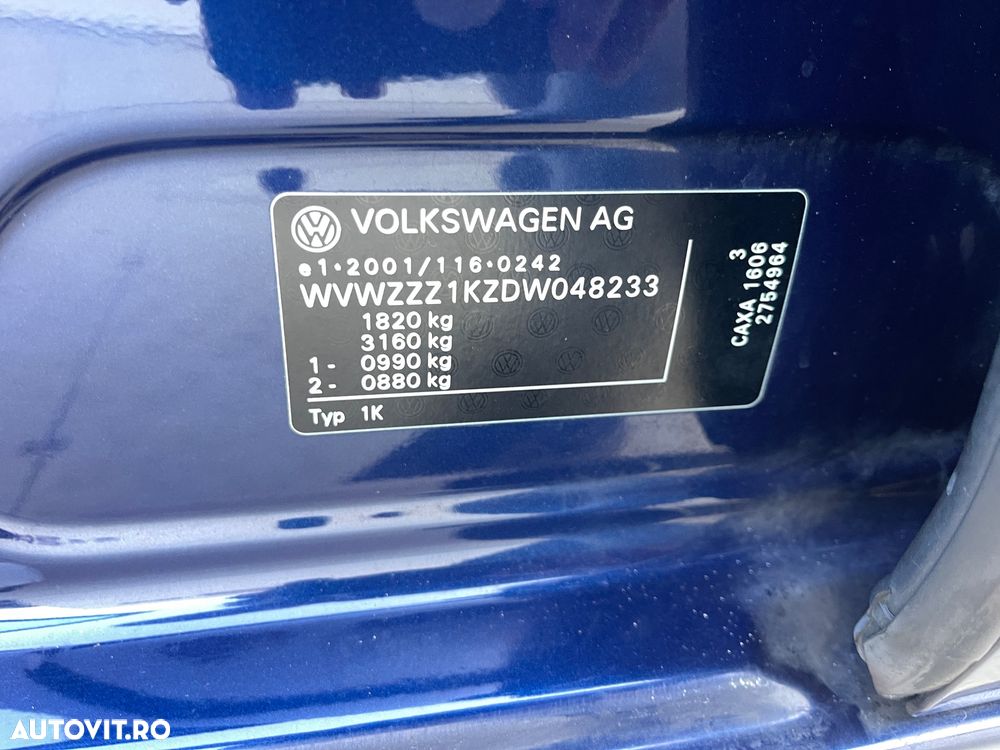 VOLKSWAGEN AG
e1*2001/116*0242
WVWZZZ1KZDW048233
1820 kg
3160 kg
1- 0990 kg
2- 0880 kg
Typ 1K
3
CAXA 1606
2754964
AUTOVIT.RO